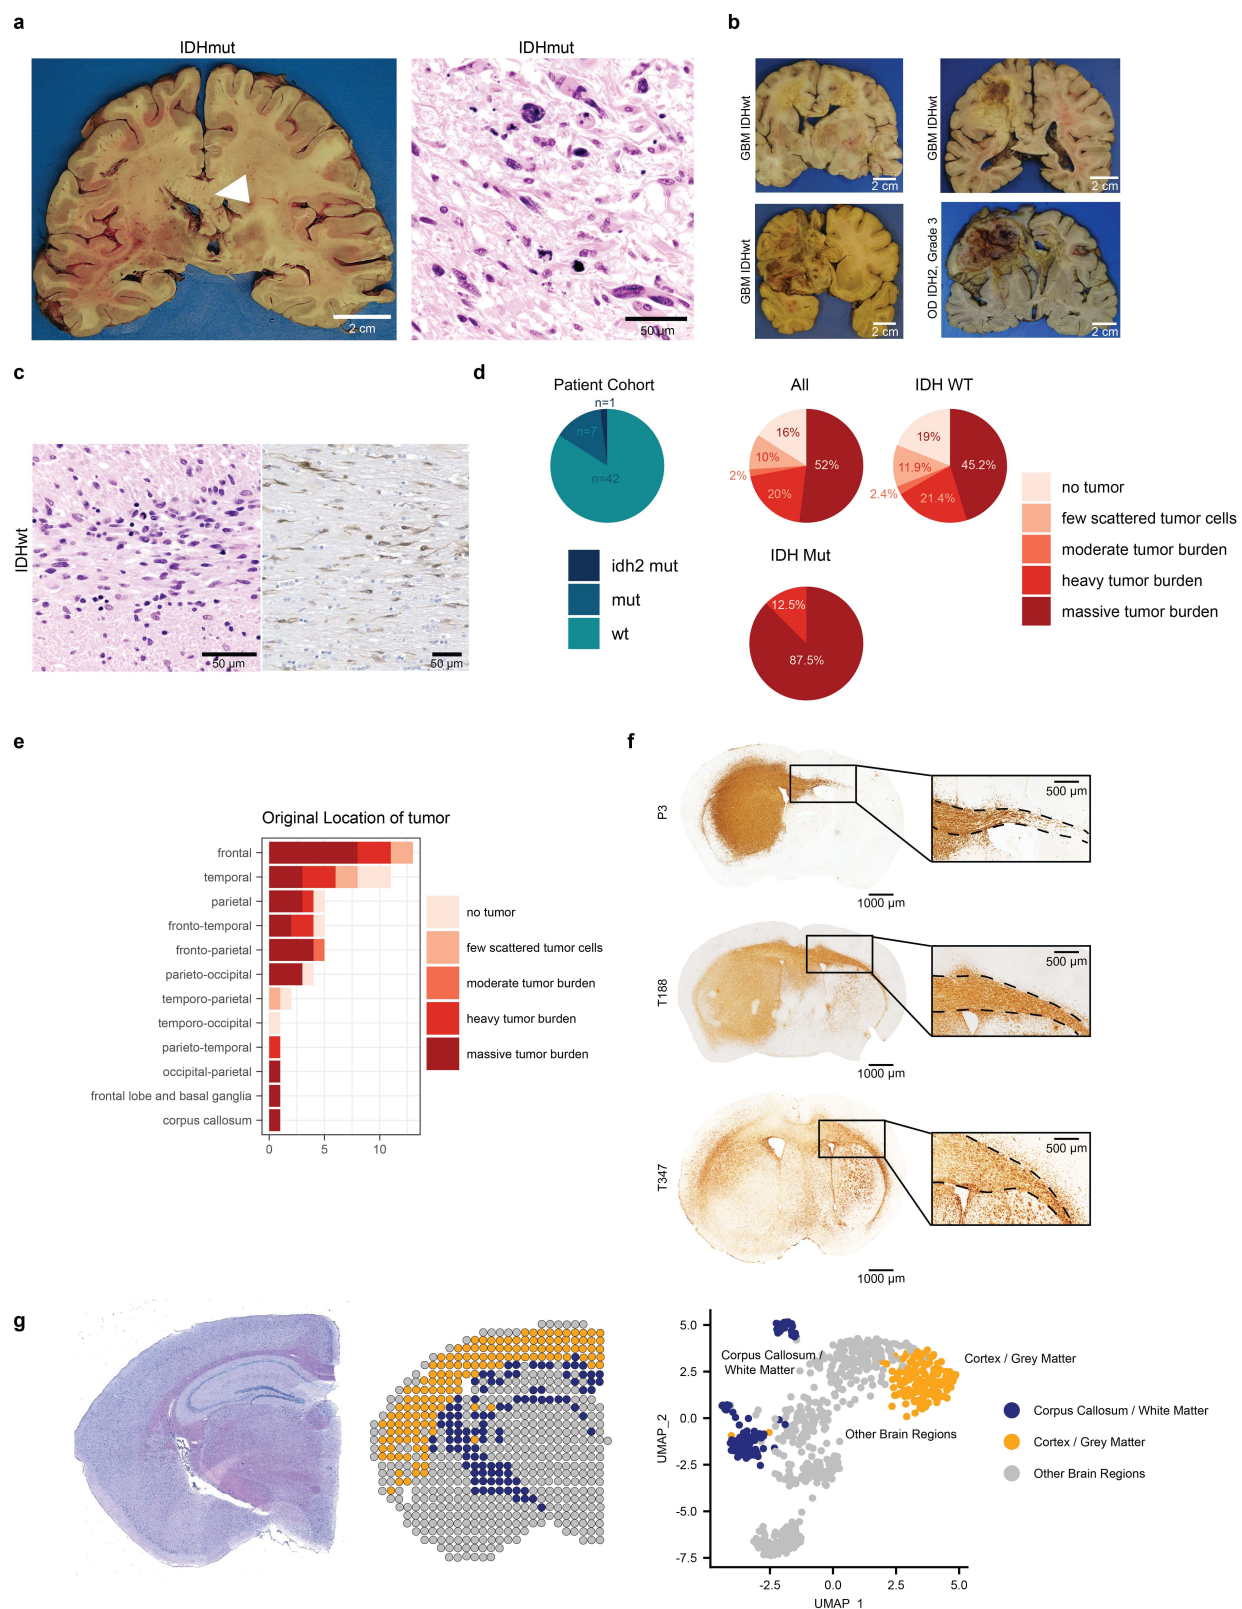 a
IDHmut
IDHmut
2 cm
50 µm
b
GBM IDHwt
2 cm
GBM IDHwt
2 cm
GBM IDHwt
2 cm
OD IDH2, Grade 3
2 cm
c
IDHwt
50 µm
50 µm
d
Patient Cohort
n=1
n=7
n=42
idh2 mut
mut
wt
All
16%
10%
2%
20%
52%
IDH WT
19%
11.9%
2.4%
21.4%
45.2%
IDH Mut
12.5%
87.5%
no tumor
few scattered tumor cells
moderate tumor burden
heavy tumor burden
massive tumor burden
e
Original Location of tumor
frontal
temporal
parietal
fronto-temporal
fronto-parietal
parieto-occipital
temporo-parietal
temporo-occipital
parieto-temporal
occipital-parietal
frontal lobe and basal ganglia
corpus callosum
0 5 10
no tumor
few scattered tumor cells
moderate tumor burden
heavy tumor burden
massive tumor burden
f
P3
500 µm
1000 µm
T188
500 µm
1000 µm
T347
500 µm
1000 µm
g
5.0
2.5
0.0
-2.5
-5.0
-7.5
UMAP_2
-2.5 0.0 2.5 5.0
UMAP_1
Corpus Callosum /
White Matter
Cortex / Grey Matter
Other Brain Regions
Corpus Callosum / White Matter
Cortex / Grey Matter
Other Brain Regions